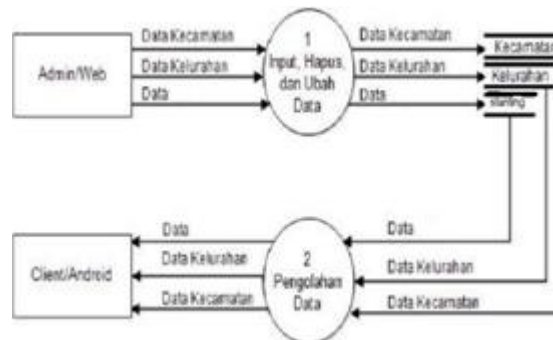 Admin/Web
Data Kecamatan
Data Kelurahan
Data
1
Input, Hapus,
dan Ubah
Data
Data Kecamatan
Data Kelurahan
Data
Kecamatan
Kelurahan
stunting
Client/Android
Data
Data Kelurahan
Data Kecamatan
2
Pengolahan
Data
Data
Data Kelurahan
Data Kecamatan